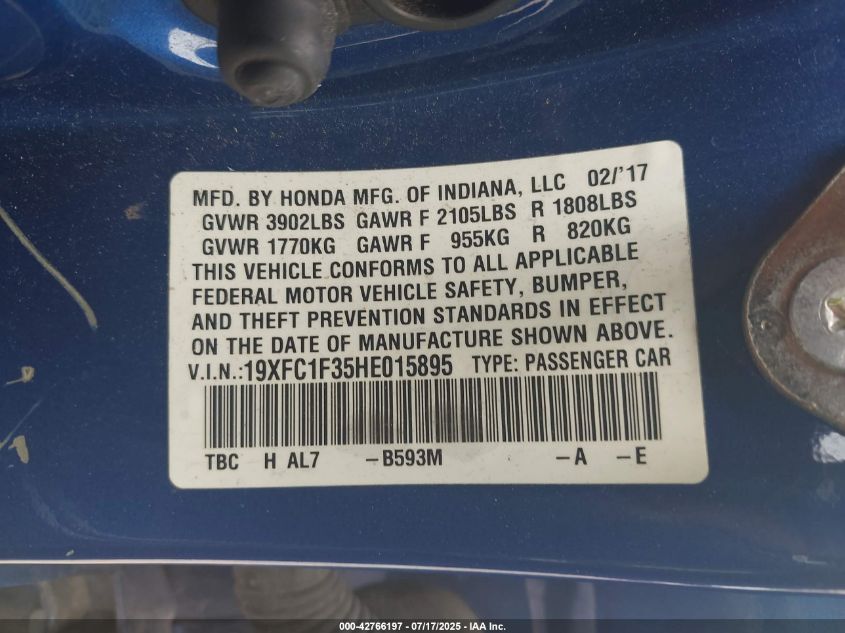 MFD. BY HONDA MFG. OF INDIANA, LLC 02/'17
GVWR 3902LBS GAWR F 2105LBS R 1808LBS
GVWR 1770KG GAWR F 955KG R 820KG
THIS VEHICLE CONFORMS TO ALL APPLICABLE
FEDERAL MOTOR VEHICLE SAFETY, BUMPER,
AND THEFT PREVENTION STANDARDS IN EFFECT
ON THE DATE OF MANUFACTURE SHOWN ABOVE.
V.I.N.:19XFC1F35HE015895 TYPE: PASSENGER CAR
TBC H AL7 -B593M -A -E
000-42766197 - 07/17/2025 - IAA Inc.